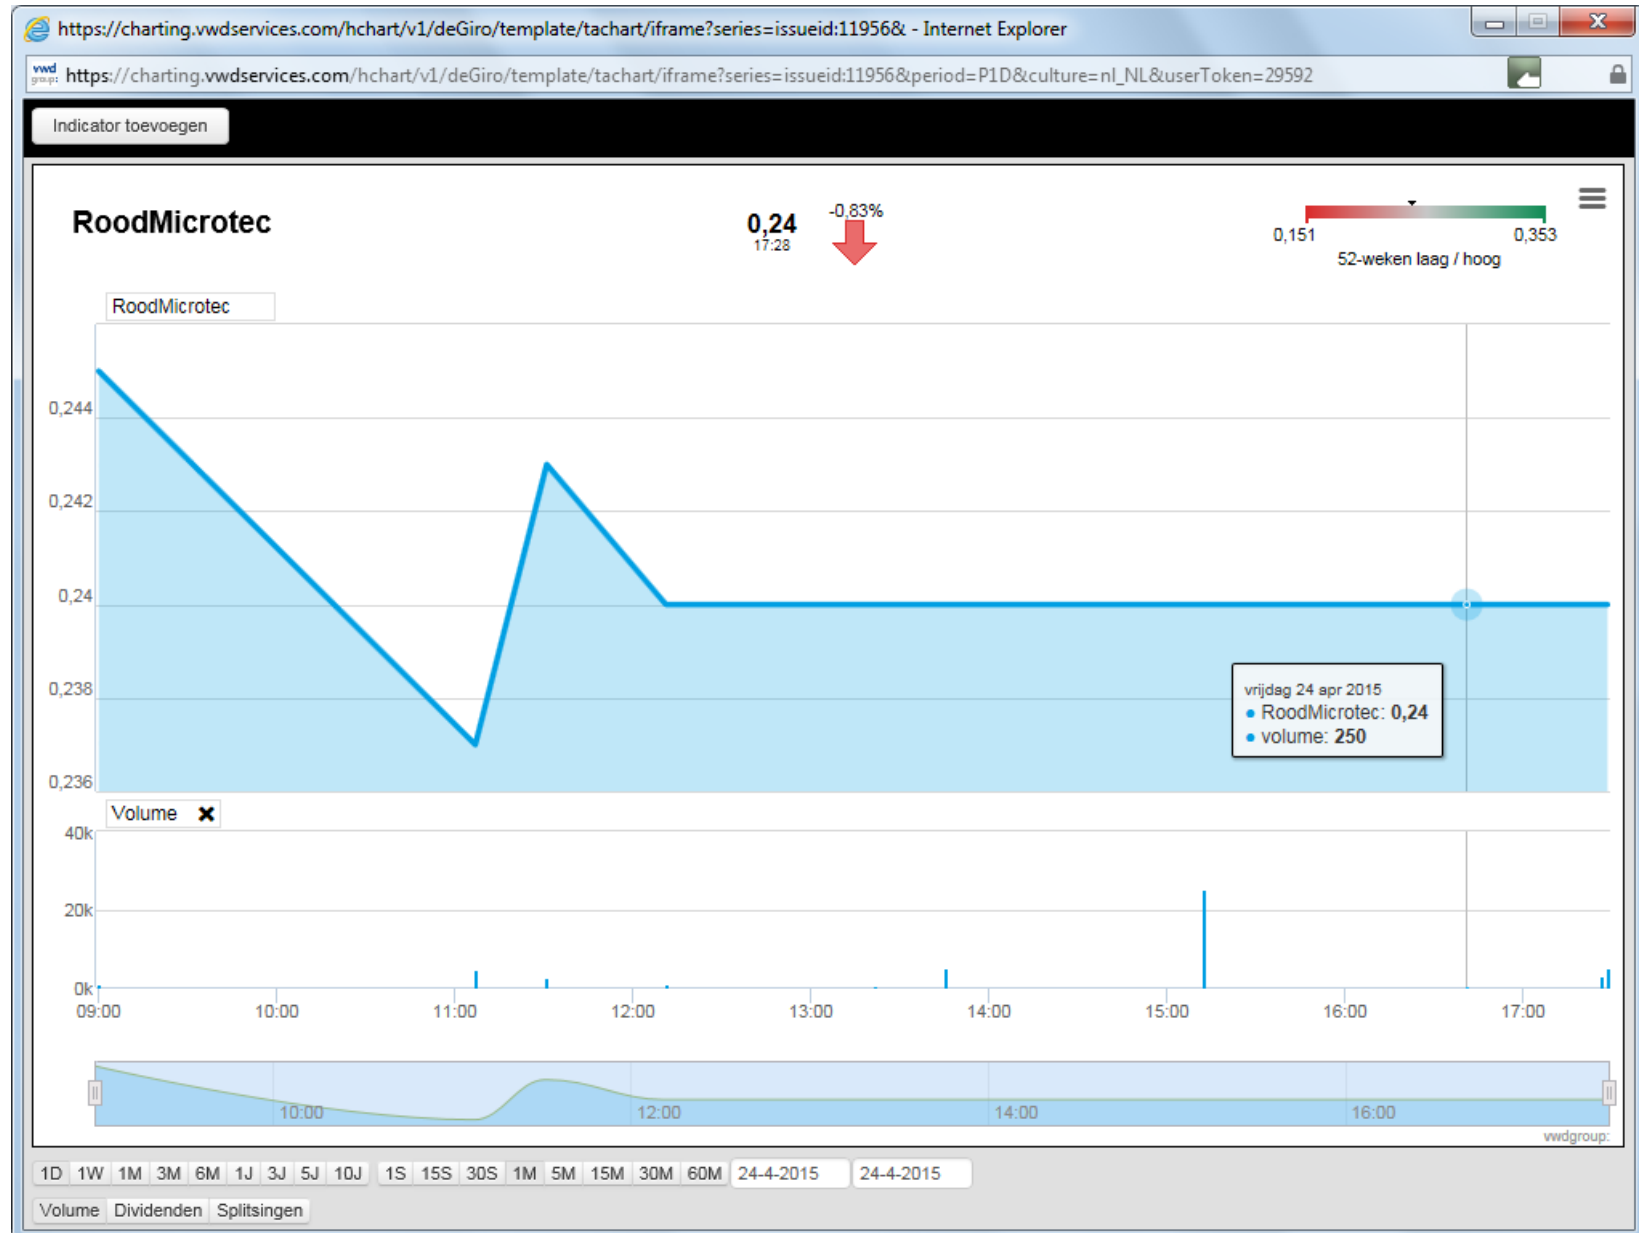 https://charting.vwdservices.com/hchart/v1/deGiro/template/tachart/iframe?series=issueid:11956& - Internet Explorer
vwd group: https://charting.vwdservices.com/hchart/v1/deGiro/template/tachart/iframe?series=issueid:11956&period=P1D&culture=nl_NL&userToken=29592
Indicator toevoegen
RoodMicrotec
0,24
17:28
-0,83%
0,151
0,353
52-weken laag / hoog
RoodMicrotec
0,244
0,242
0,24
0,238
0,236
vrijdag 24 apr 2015
RoodMicrotec: 0,24
volume: 250
Volume
40k
20k
0k
09:00 10:00 11:00 12:00 13:00 14:00 15:00 16:00 17:00
10:00 12:00 14:00 16:00
vwdgroup:
1D 1W 1M 3M 6M 1J 3J 5J 10J 1S 15S 30S 1M 5M 15M 30M 60M 24-4-2015 24-4-2015
Volume Dividenden Splitsingen